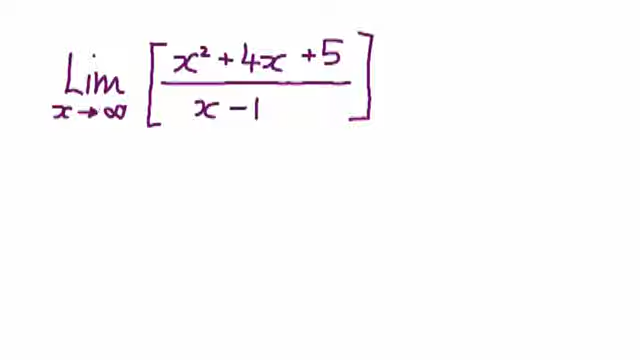 Lim x→∞ [ (x² + 4x + 5) / (x − 1) ]